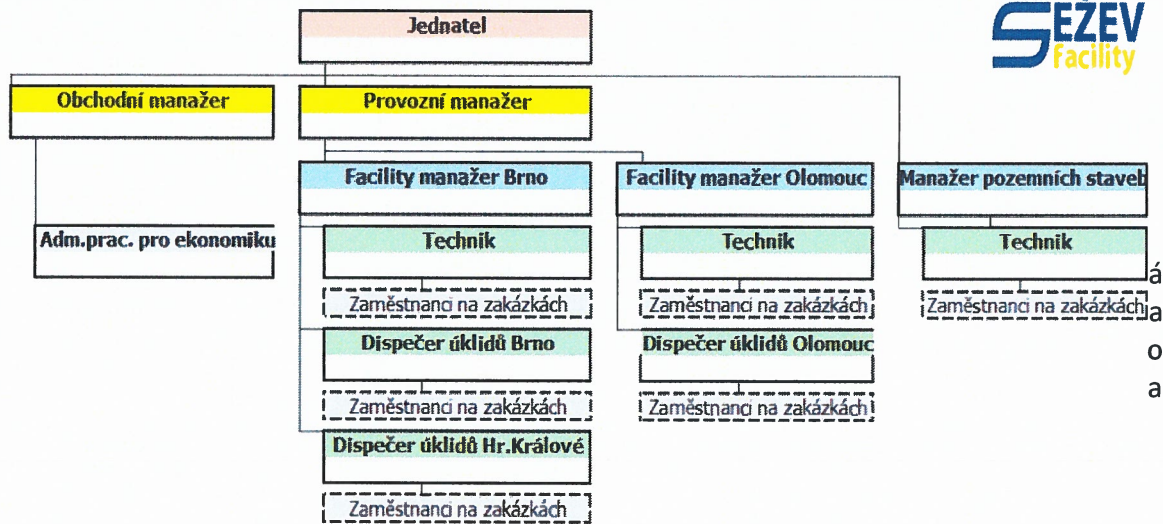 Jednatel
SEŽEV
Facility
Obchodní manažer
Provozní manažer
Facility manažer Brno
Facility manažer Olomouc
Manažer pozemních staveb
Adm.prac. pro ekonomiku
Technik
Technik
Technik
á
Zaměstnanci na zakázkách
Zaměstnanci na zakázkách
Zaměstnanci na zakázkách
a
Dispečer úklidů Brno
Dispečer úklidů Olomouc
o
Zaměstnanci na zakázkách
Zaměstnanci na zakázkách
a
Dispečer úklidů Hr.Králové
Zaměstnanci na zakázkách